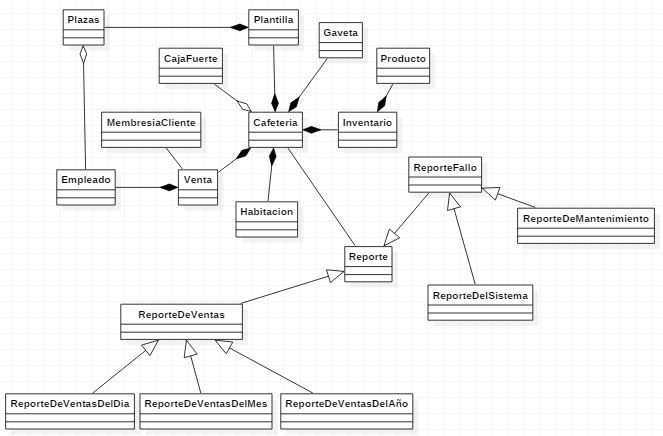 Plazas
Plantilla
Gaveta
CajaFuerte
Producto
MembresiaCliente
Cafeteria
Inventario
ReporteFallo
Empleado
Venta
Habitacion
ReporteDeMantenimiento
Reporte
ReporteDelSistema
ReporteDeVentas
ReporteDeVentasDelDia
ReporteDeVentasDelMes
ReporteDeVentasDelAño